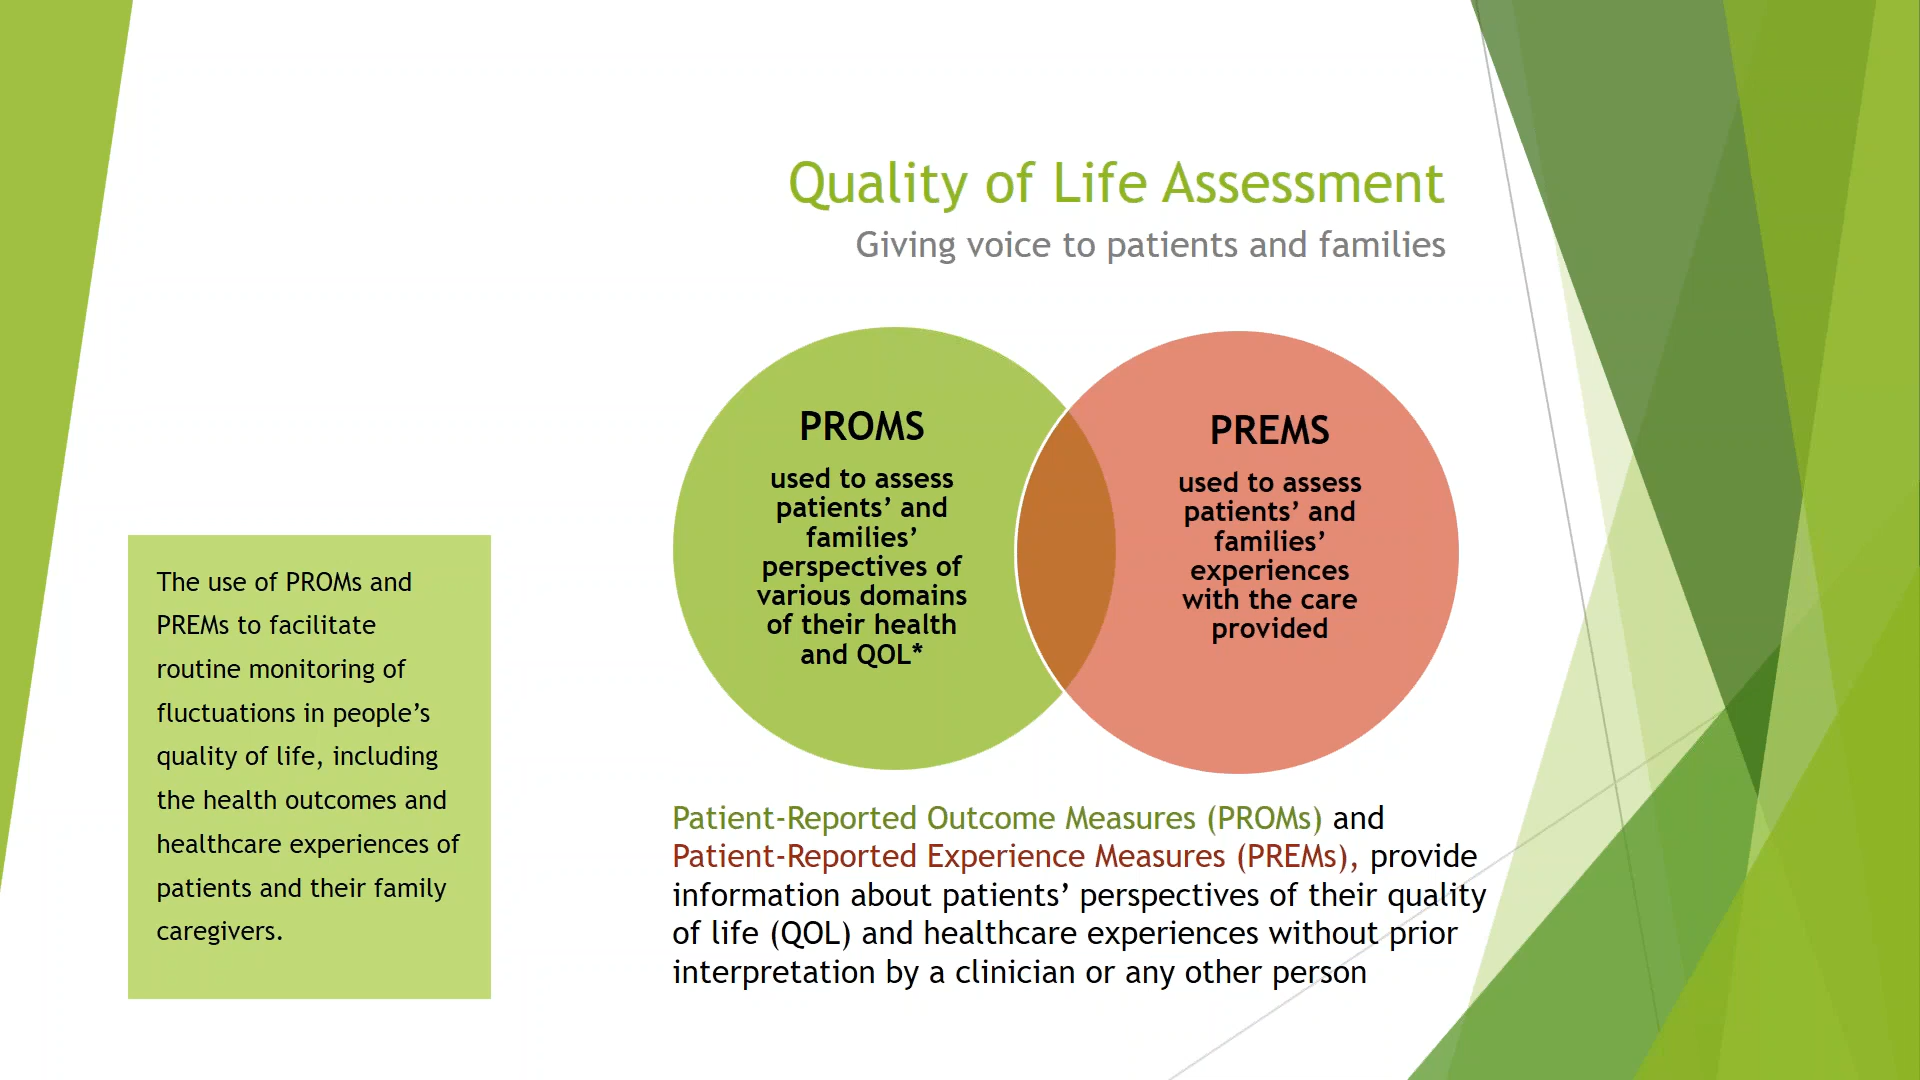 Quality of Life Assessment
Giving voice to patients and families
PROMS
used to assess
patients’ and
families’
perspectives of
various domains
of their health
and QOL*
PREMS
used to assess
patients’ and
families’
experiences
with the care
provided
The use of PROMs and
PREMs to facilitate
routine monitoring of
fluctuations in people’s
quality of life, including
the health outcomes and
healthcare experiences of
patients and their family
caregivers.
Patient-Reported Outcome Measures (PROMs) and
Patient-Reported Experience Measures (PREMs), provide
information about patients’ perspectives of their quality
of life (QOL) and healthcare experiences without prior
interpretation by a clinician or any other person